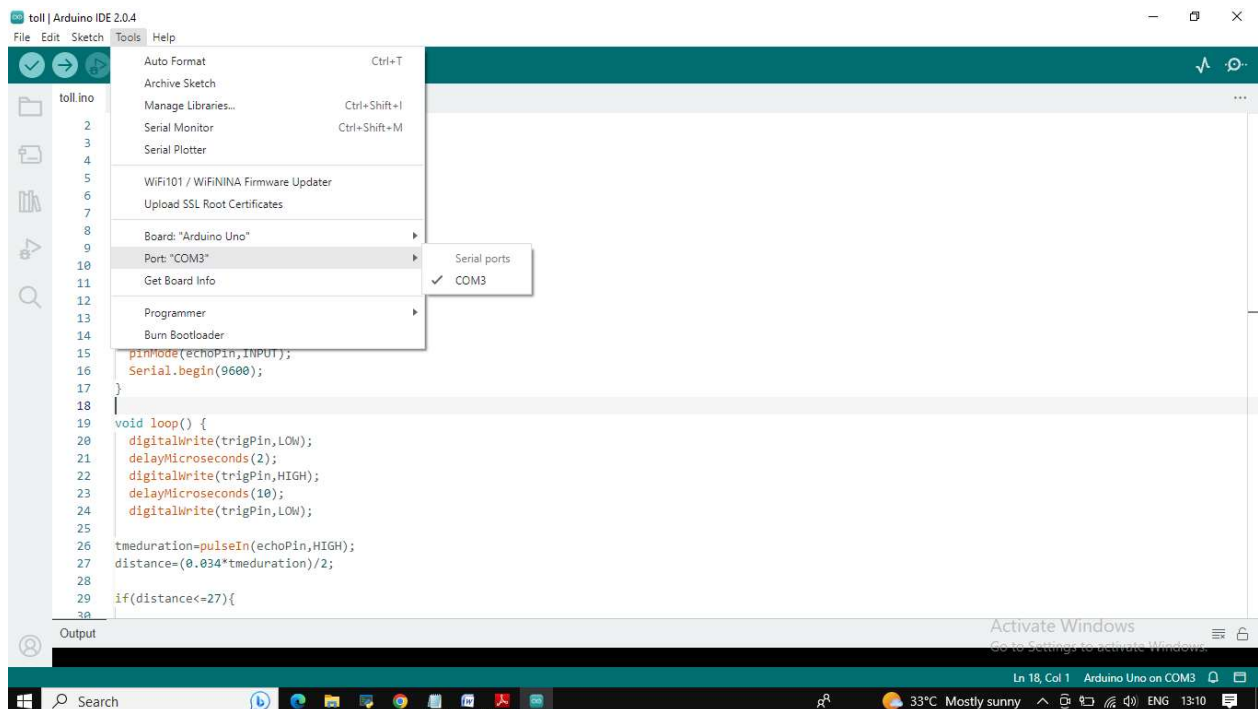 toll | Arduino IDE 2.0.4
File Edit Sketch Tools Help
Auto Format Ctrl+T
Archive Sketch
Manage Libraries... Ctrl+Shift+I
Serial Monitor Ctrl+Shift+M
Serial Plotter
WiFi101 / WiFiNINA Firmware Updater
Upload SSL Root Certificates
Board: "Arduino Uno"
Port: "COM3"
Get Board Info
Programmer
Burn Bootloader
Serial ports
COM3
toll.ino
2
3
4
5
6
7
8
9
10
11
12
13
14
15 pinMode(echoPin,INPUT);
16 Serial.begin(9600);
17 }
18
19 void loop() {
20 digitalWrite(trigPin,LOW);
21 delayMicroseconds(2);
22 digitalWrite(trigPin,HIGH);
23 delayMicroseconds(10);
24 digitalWrite(trigPin,LOW);
25
26 tmeduration=pulseIn(echoPin,HIGH);
27 distance=(0.034*tmeduration)/2;
28
29 if(distance<=27){
30
Output
Activate Windows
Go to Settings to activate Windows.
Ln 18, Col 1 Arduino Uno on COM3
Search
33°C Mostly sunny ENG 13:10